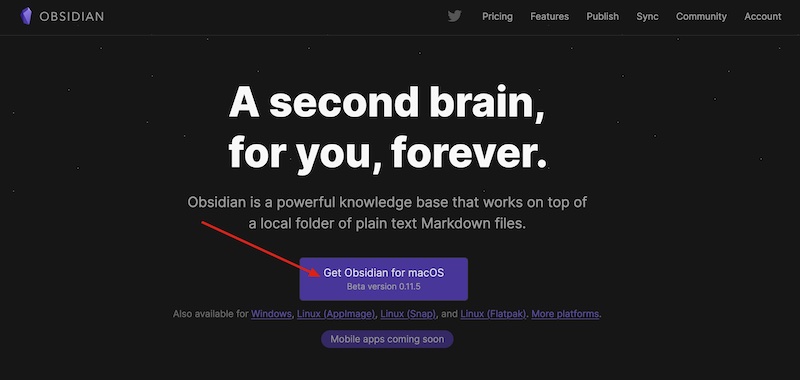 OBSIDIAN
Pricing Features Publish Sync Community Account
A second brain,
for you, forever.
Obsidian is a powerful knowledge base that works on top of
a local folder of plain text Markdown files.
Get Obsidian for macOS
Beta version 0.11.5
Also available for Windows, Linux (AppImage), Linux (Snap), and Linux (Flatpak). More platforms.
Mobile apps coming soon